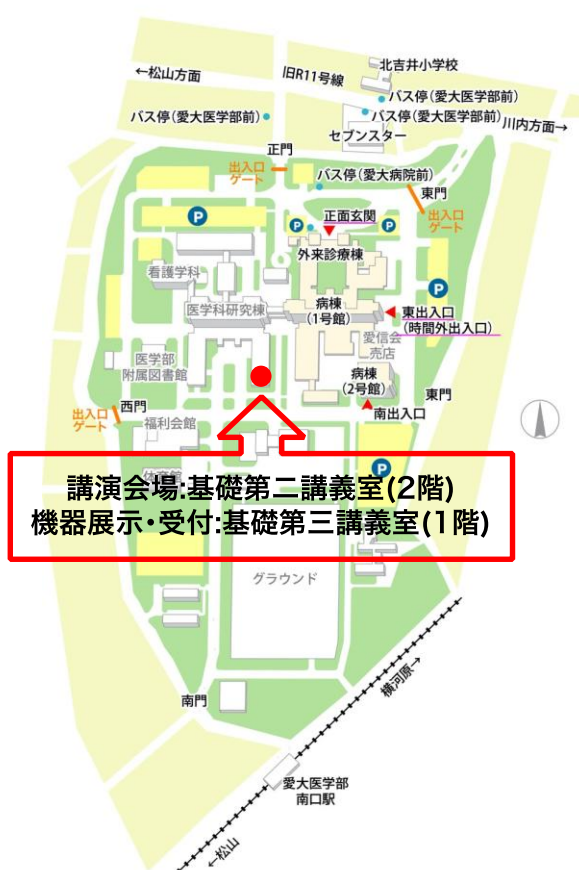 北吉井小学校
←松山方面
旧R11号線
バス停(愛大医学部前)
バス停(愛大医学部前)
バス停(愛大医学部前)
セブンスター
川内方面→
正門
出入口
ゲート
バス停(愛大病院前)
東門
出入口
ゲート
P
正面玄関
P
外来診療棟
看護学科
P
医学科研究棟
病棟
(1号館)
東出入口
(時間外出入口)
愛信会
売店
医学部
附属図書館
病棟
(2号館)
東門
西門
出入口
ゲート
南出入口
福利会館
P
体育館
講演会場:基礎第二講義室(2階)
機器展示・受付:基礎第三講義室(1階)
グラウンド
横河原→
南門
愛大医学部
南口駅
←松山